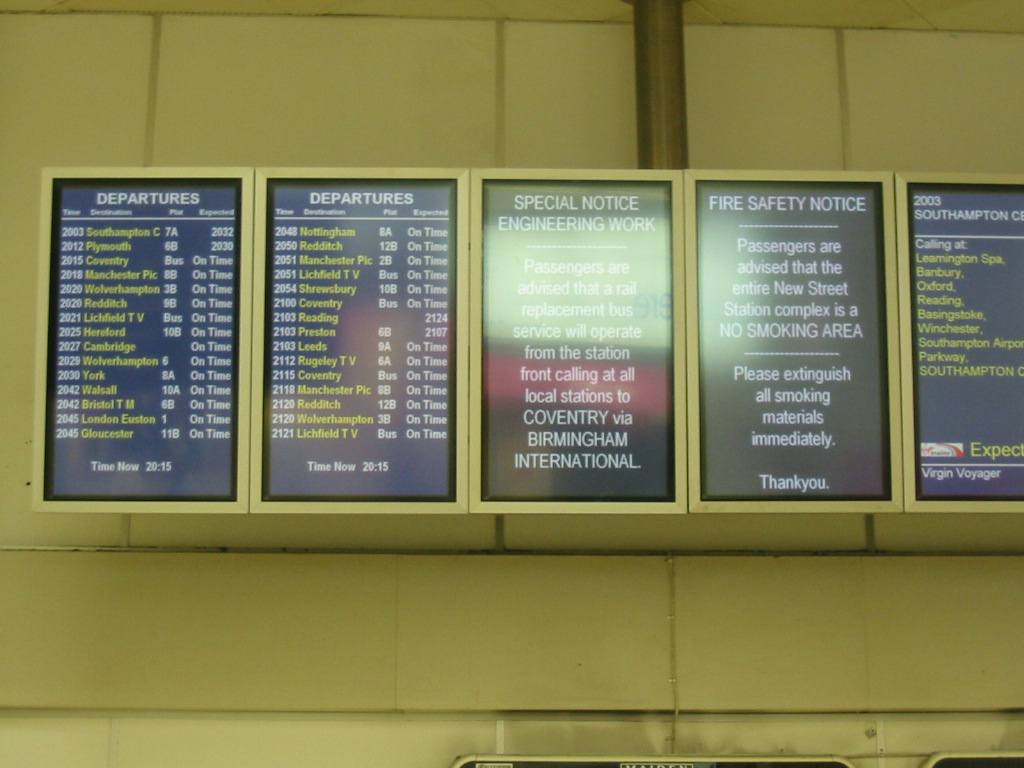 DEPARTURES
Time Destination Plat Expected
2003 Southampton C 7A 2032
2012 Plymouth 6B 2030
2015 Coventry Bus On Time
2018 Manchester Pic 8B On Time
2020 Wolverhampton 3B On Time
2020 Redditch 9B On Time
2021 Lichfield T V Bus On Time
2025 Hereford 10B On Time
2027 Cambridge On Time
2029 Wolverhampton 6 On Time
2030 York 8A On Time
2042 Walsall 10A On Time
2042 Bristol T M 6B On Time
2045 London Euston 1 On Time
2045 Gloucester 11B On Time
Time Now 20:15
DEPARTURES
Time Destination Plat Expected
2048 Nottingham 8A On Time
2050 Redditch 12B On Time
2051 Manchester Pic 2B On Time
2051 Lichfield T V Bus On Time
2054 Shrewsbury 10B On Time
2100 Coventry Bus On Time
2103 Reading 2124
2103 Preston 6B 2107
2103 Leeds 9A On Time
2112 Rugeley T V 6A On Time
2115 Coventry Bus On Time
2118 Manchester Pic 8B On Time
2120 Redditch 12B On Time
2120 Wolverhampton 3B On Time
2121 Lichfield T V Bus On Time
Time Now 20:15
SPECIAL NOTICE
ENGINEERING WORK
Passengers are
advised that a rail
replacement bus
service will operate
from the station
front calling at all
local stations to
COVENTRY via
BIRMINGHAM
INTERNATIONAL.
FIRE SAFETY NOTICE
Passengers are
advised that the
entire New Street
Station complex is a
NO SMOKING AREA
Please extinguish
all smoking
materials
immediately.
Thankyou.
2003
SOUTHAMPTON CE
Calling at:
Leamington Spa,
Banbury,
Oxford,
Reading,
Basingstoke,
Winchester,
Southampton Airpor
Parkway,
SOUTHAMPTON C
Expect
Virgin Voyager
MAIDEN